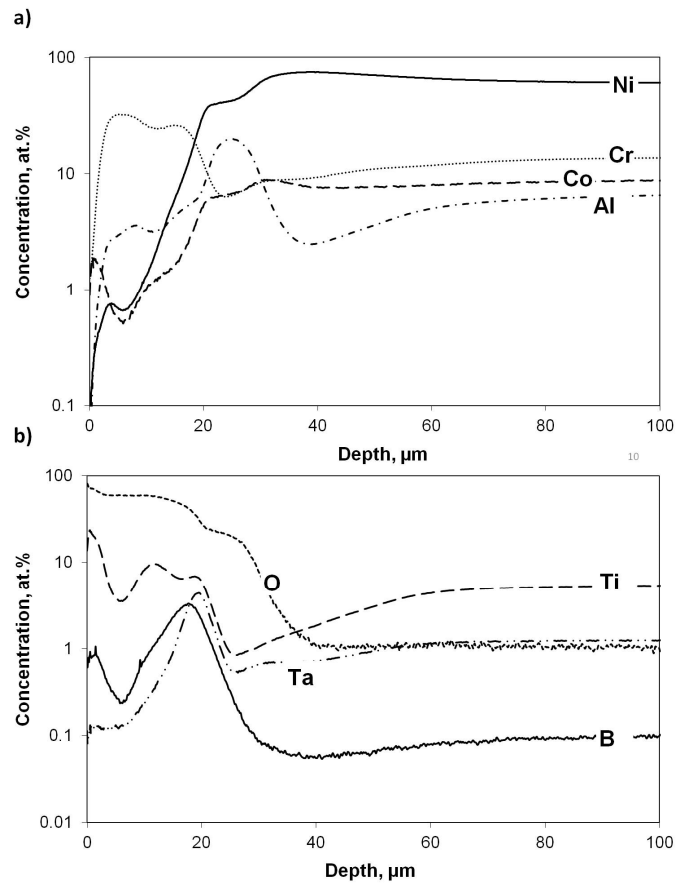 a)
100
10
1
0.1
Concentration, at.%
Ni
Cr
Co
Al
0 20 40 60 80 100
Depth, µm
10
b)
100
10
1
0.1
0.01
Concentration, at.%
O
Ti
Ta
B
0 20 40 60 80 100
Depth, µm